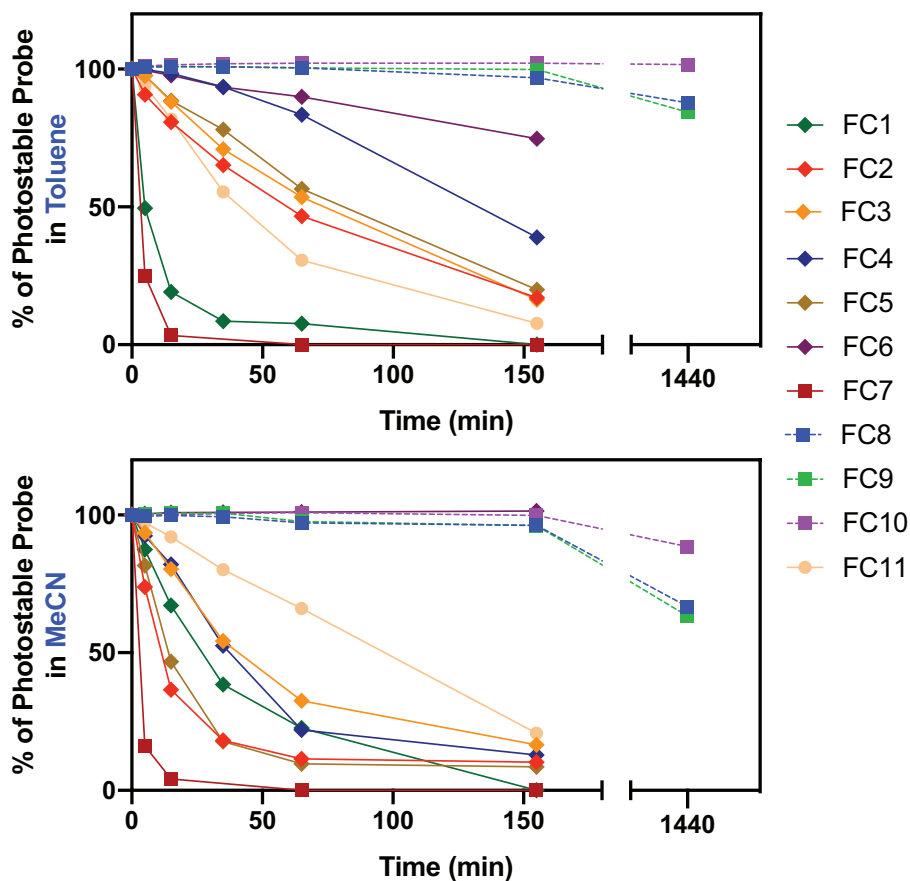 % of Photostable Probe
in Toluene
100
50
0
0
50
100
150
1440
Time (min)
% of Photostable Probe
in MeCN
100
50
0
0
50
100
150
1440
Time (min)
FC1
FC2
FC3
FC4
FC5
FC6
FC7
FC8
FC9
FC10
FC11